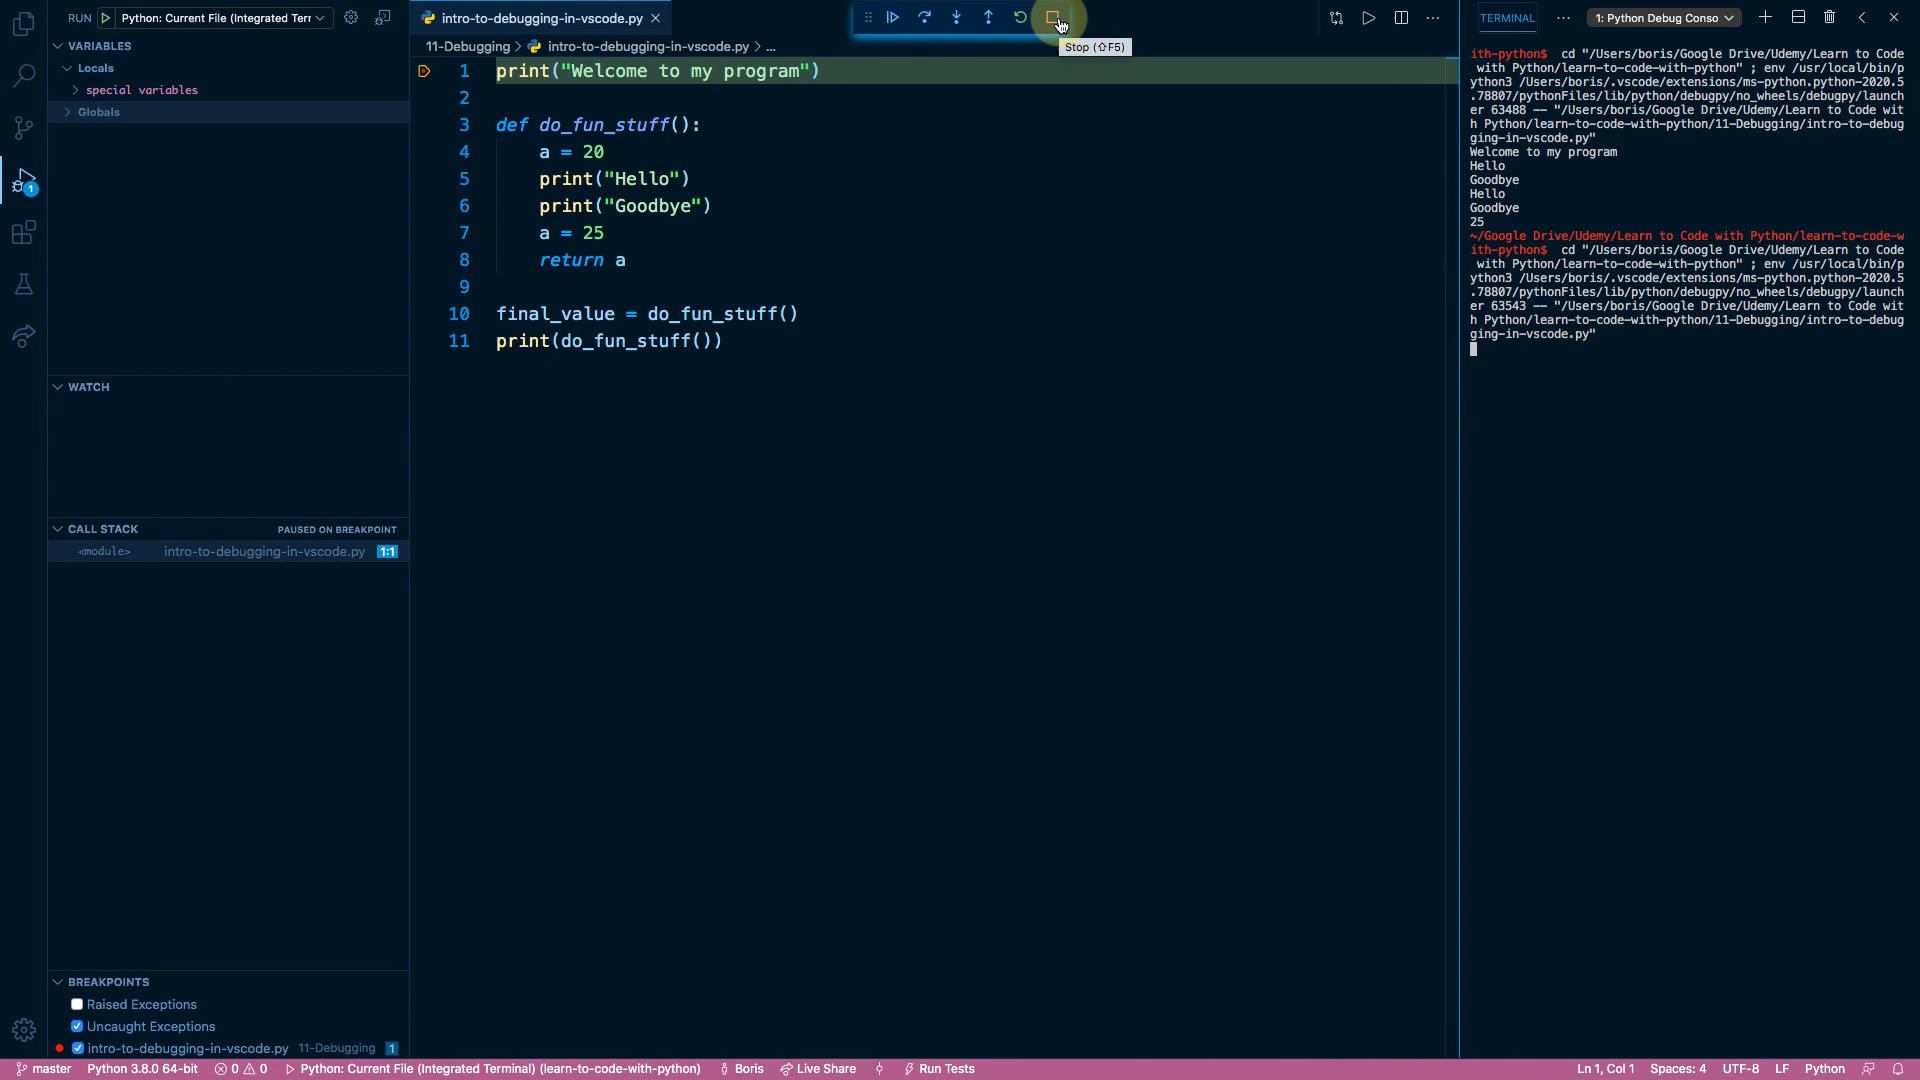 RUN Python: Current File (Integrated Terr
VARIABLES
Locals
special variables
Globals
WATCH
CALL STACK PAUSED ON BREAKPOINT
<module> intro-to-debugging-in-vscode.py 1:1
BREAKPOINTS
Raised Exceptions
Uncaught Exceptions
intro-to-debugging-in-vscode.py 11-Debugging 1
1
intro-to-debugging-in-vscode.py
Stop (⇧F5)
11-Debugging > intro-to-debugging-in-vscode.py > ...
1 print("Welcome to my program")
2
3 def do_fun_stuff():
4 a = 20
5 print("Hello")
6 print("Goodbye")
7 a = 25
8 return a
9
10 final_value = do_fun_stuff()
11 print(do_fun_stuff())
TERMINAL 1: Python Debug Conso
ith-python$ cd "/Users/boris/Google Drive/Udemy/Learn to Code
with Python/learn-to-code-with-python" ; env /usr/local/bin/p
ython3 /Users/boris/.vscode/extensions/ms-python.python-2020.5
.78807/pythonFiles/lib/python/debugpy/no_wheels/debugpy/launch
er 63488 -- "/Users/boris/Google Drive/Udemy/Learn to Code wit
h Python/learn-to-code-with-python/11-Debugging/intro-to-debug
ging-in-vscode.py"
Welcome to my program
Hello
Goodbye
Hello
Goodbye
25
~/Google Drive/Udemy/Learn to Code with Python/learn-to-code-w
ith-python$ cd "/Users/boris/Google Drive/Udemy/Learn to Code
with Python/learn-to-code-with-python" ; env /usr/local/bin/p
ython3 /Users/boris/.vscode/extensions/ms-python.python-2020.5
.78807/pythonFiles/lib/python/debugpy/no_wheels/debugpy/launch
er 63543 -- "/Users/boris/Google Drive/Udemy/Learn to Code wit
h Python/learn-to-code-with-python/11-Debugging/intro-to-debug
ging-in-vscode.py"
master Python 3.8.0 64-bit 0 0 Python: Current File (Integrated Terminal) (learn-to-code-with-python) Boris Live Share Run Tests Ln 1, Col 1 Spaces: 4 UTF-8 LF Python